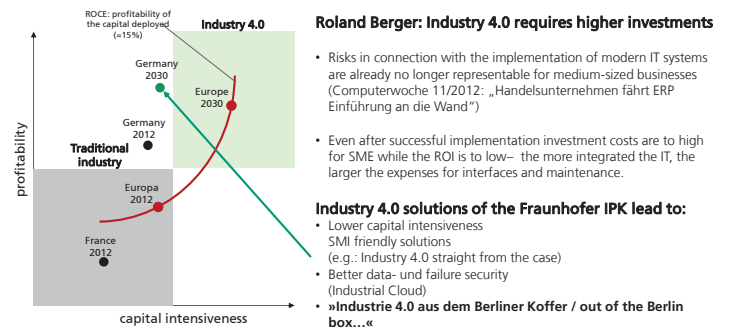 ROCE: profitability of
the capital deployed
(=15%)
Industry 4.0
Germany
2030
Europe
2030
Germany
2012
Traditional
industry
Europa
2012
France
2012
profitability
capital intensiveness
Roland Berger: Industry 4.0 requires higher investments
• Risks in connection with the implementation of modern IT systems
are already no longer representable for medium-sized businesses
(Computerwoche 11/2012: „Handelsunternehmen fährt ERP
Einführung an die Wand“)
• Even after successful implementation investment costs are to high
for SME while the ROI is to low– the more integrated the IT, the
larger the expenses for interfaces and maintenance.
Industry 4.0 solutions of the Fraunhofer IPK lead to:
• Lower capital intensiveness
SMI friendly solutions
(e.g.: Industry 4.0 straight from the case)
• Better data- und failure security
(Industrial Cloud)
• »Industrie 4.0 aus dem Berliner Koffer / out of the Berlin
box...«